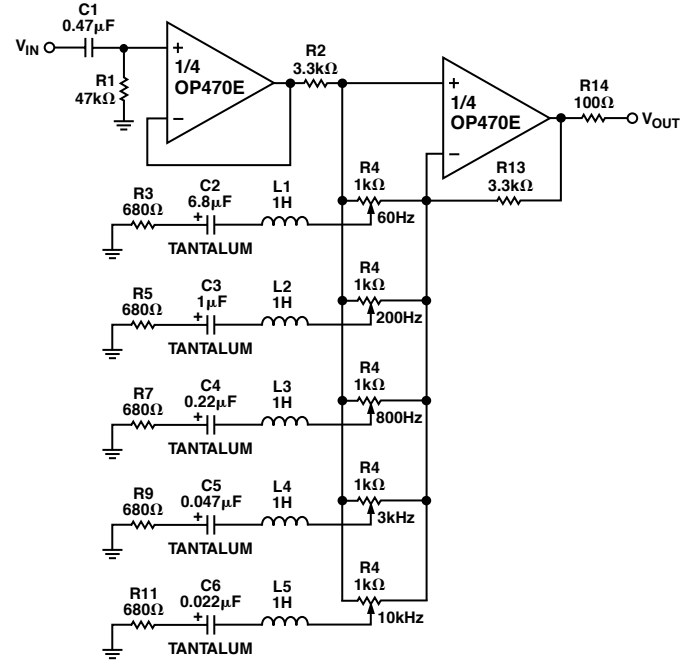 C1
0.47µF
VIN
R1
47kΩ
+
1/4
OP470E
–
R2
3.3kΩ
+
1/4
OP470E
–
R14
100Ω
VOUT
R13
3.3kΩ
R3
680Ω
C2
6.8µF
+
TANTALUM
L1
1H
R4
1kΩ
60Hz
R5
680Ω
C3
1µF
+
TANTALUM
L2
1H
R4
1kΩ
200Hz
R7
680Ω
C4
0.22µF
+
TANTALUM
L3
1H
R4
1kΩ
800Hz
R9
680Ω
C5
0.047µF
+
TANTALUM
L4
1H
R4
1kΩ
3kHz
R11
680Ω
C6
0.022µF
+
TANTALUM
L5
1H
R4
1kΩ
10kHz